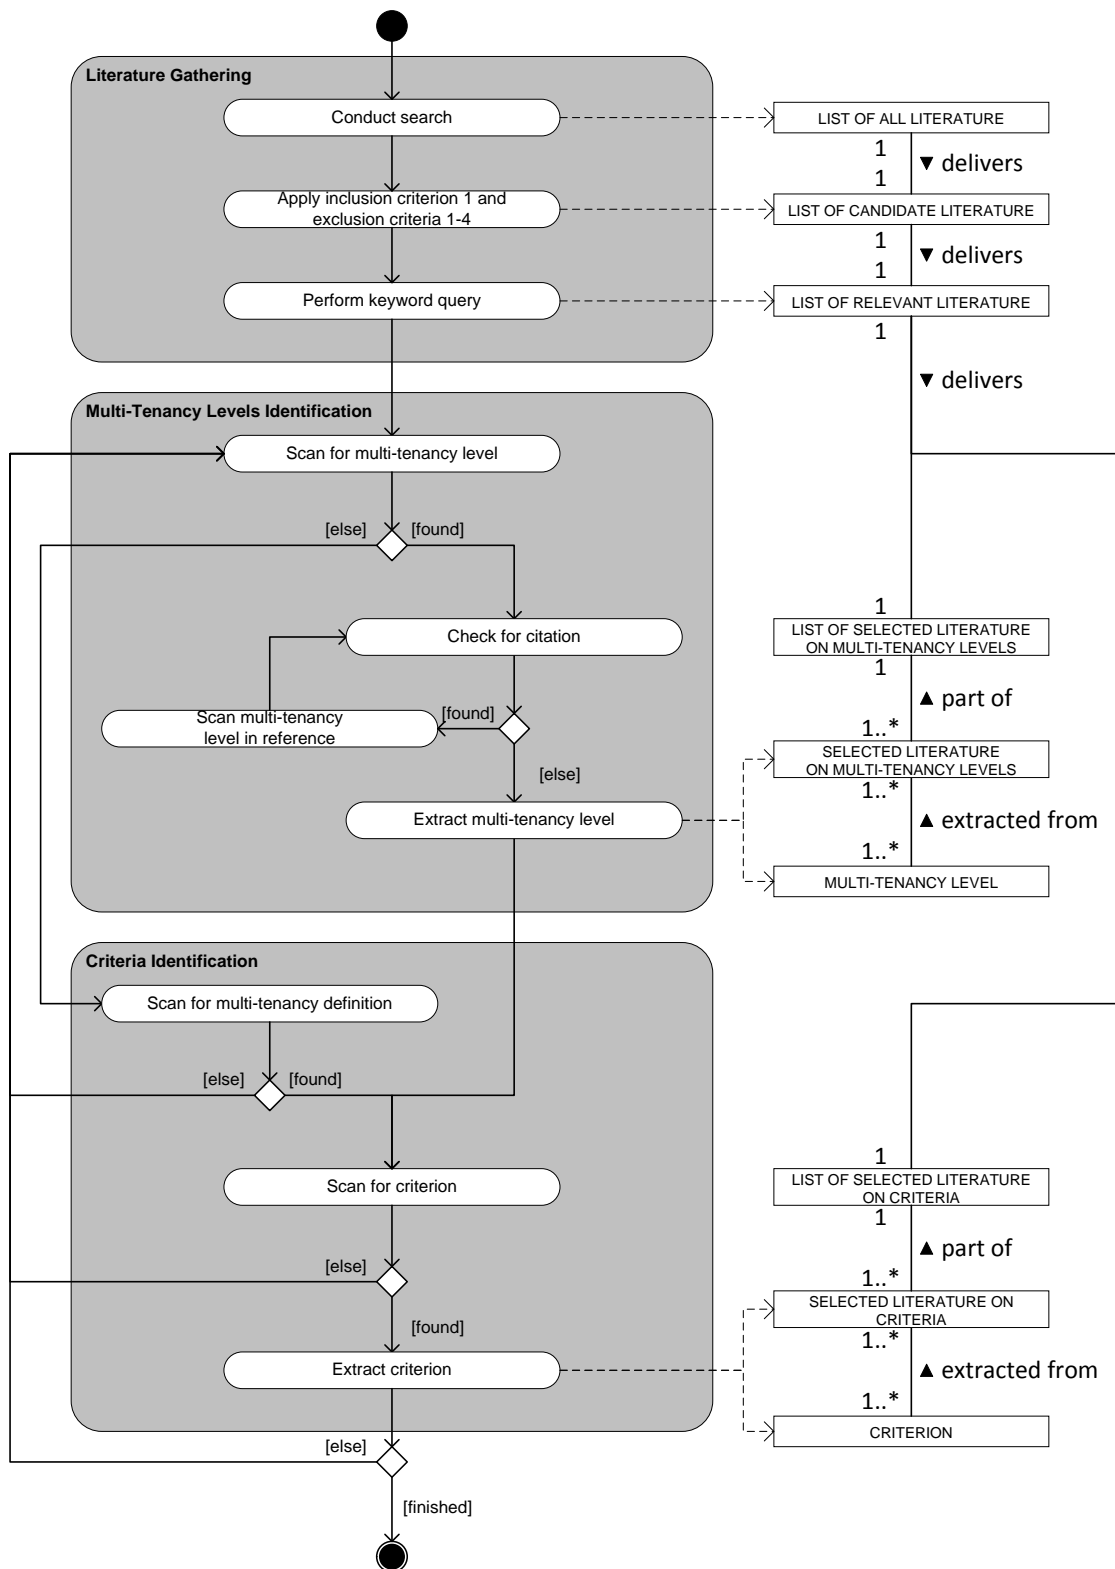 Literature Gathering
Conduct search
LIST OF ALL LITERATURE
1
▼ delivers
1
Apply inclusion criterion 1 and
exclusion criteria 1-4
LIST OF CANDIDATE LITERATURE
1
▼ delivers
1
Perform keyword query
LIST OF RELEVANT LITERATURE
1
▼ delivers
Multi-Tenancy Levels Identification
Scan for multi-tenancy level
[else]
[found]
1
Check for citation
LIST OF SELECTED LITERATURE
ON MULTI-TENANCY LEVELS
1
▲ part of
1..*
Scan multi-tenancy
level in reference
[found]
[else]
SELECTED LITERATURE
ON MULTI-TENANCY LEVELS
1..*
Extract multi-tenancy level
▲ extracted from
1..*
MULTI-TENANCY LEVEL
Criteria Identification
Scan for multi-tenancy definition
[else]
[found]
1
Scan for criterion
LIST OF SELECTED LITERATURE
ON CRITERIA
1
▲ part of
1..*
[else]
[found]
SELECTED LITERATURE ON
CRITERIA
1..*
Extract criterion
▲ extracted from
1..*
CRITERION
[else]
[finished]